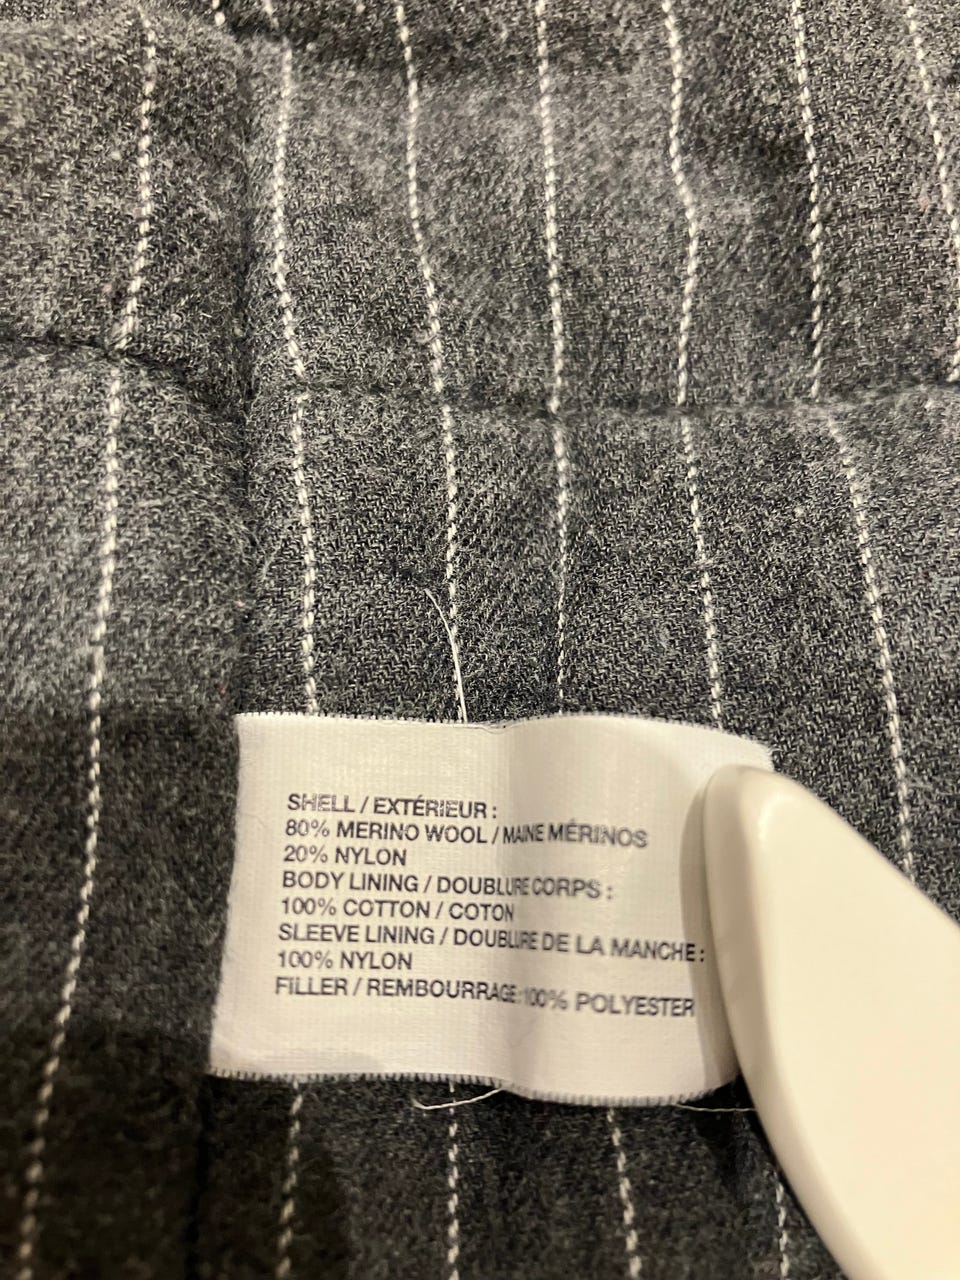 SHELL / EXTÉRIEUR :
80% MERINO WOOL / MAINE MÉRINOS
20% NYLON
BODY LINING / DOUBLURE CORPS :
100% COTTON / COTON
SLEEVE LINING / DOUBLURE DE LA MANCHE :
100% NYLON
FILLER / REMBOURRAGE :100% POLYESTER